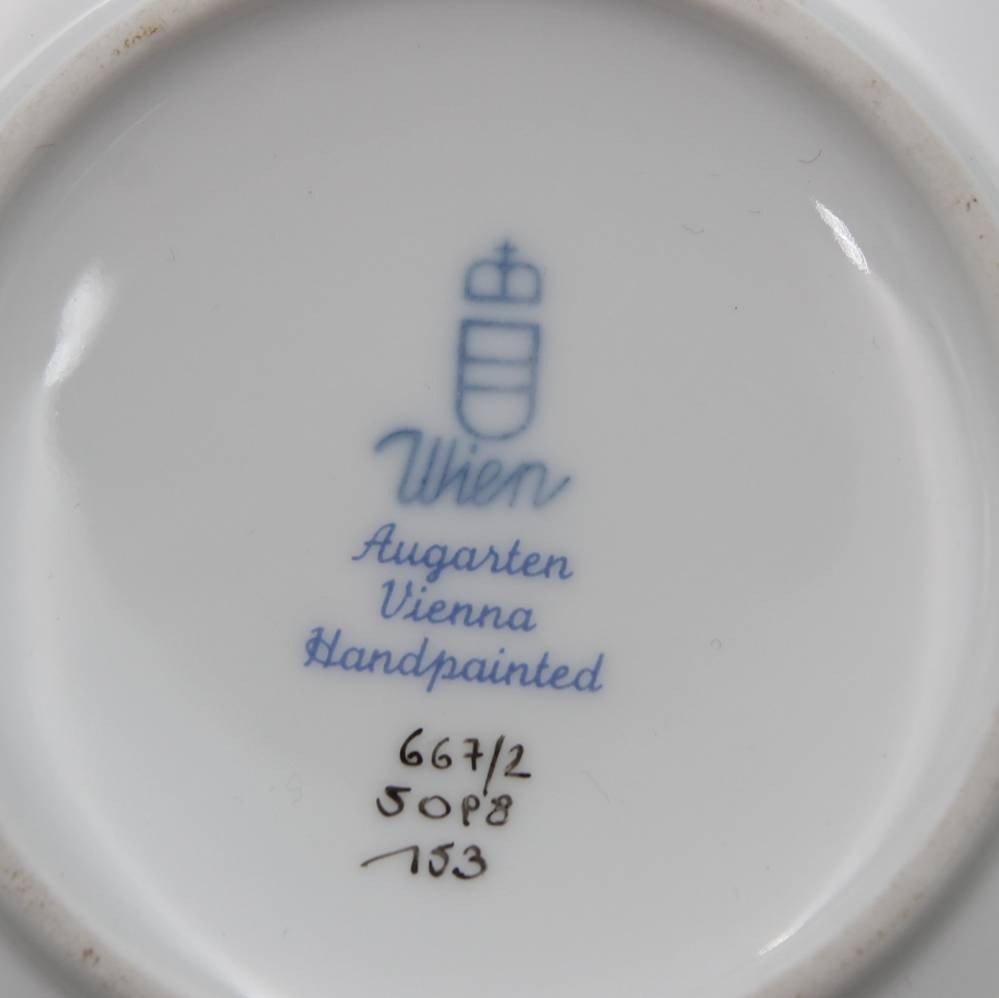 Wien
Augarten
Vienna
Handpainted
667/2
50P8
153